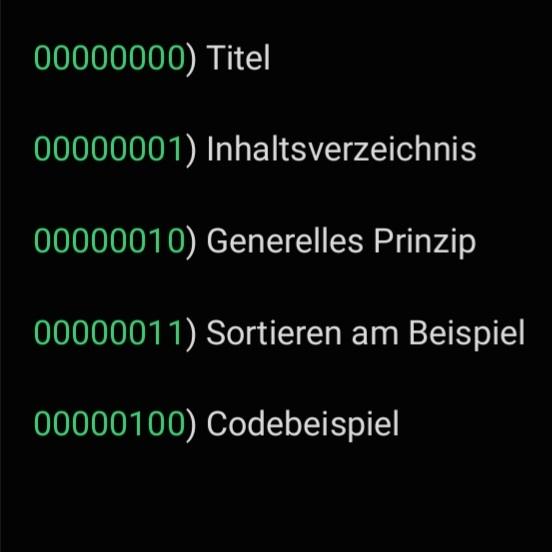 00000000) Titel
00000001) Inhaltsverzeichnis
00000010) Generelles Prinzip
00000011) Sortieren am Beispiel
00000100) Codebeispiel